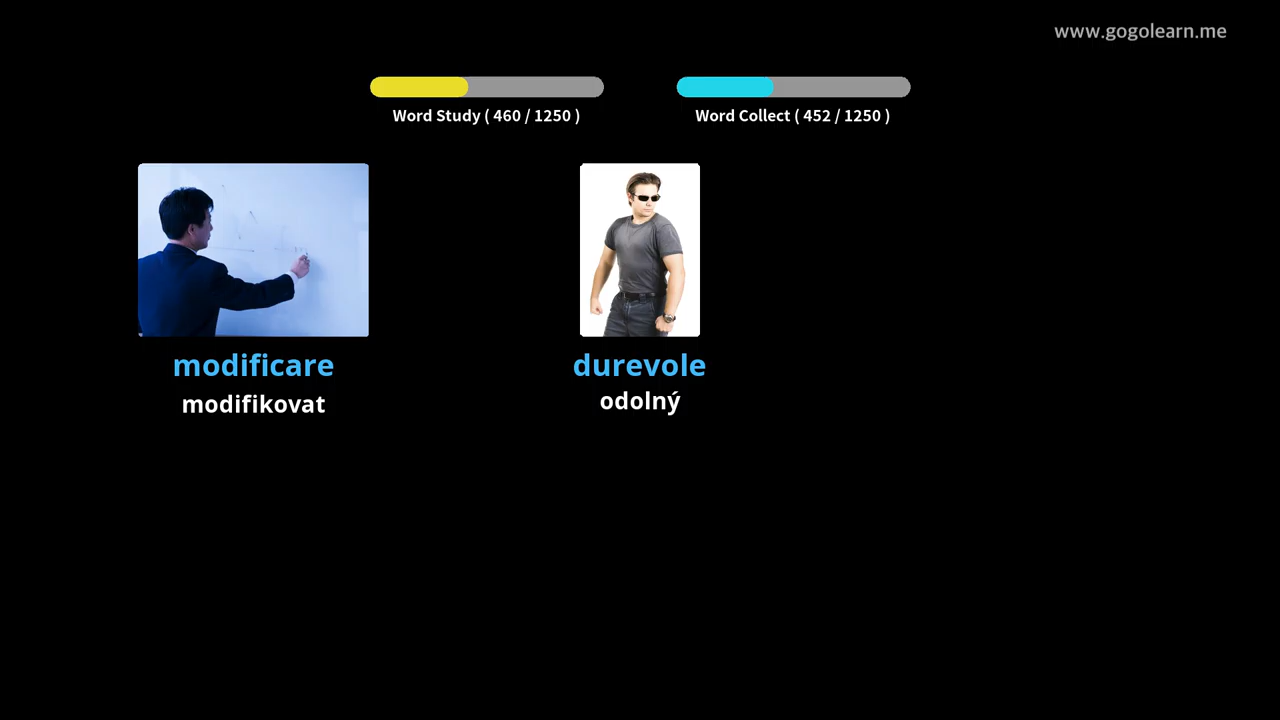 www.gogolearn.me
Word Study ( 460 / 1250 )
Word Collect ( 452 / 1250 )
modificare
modifikovat
durevole
odolný